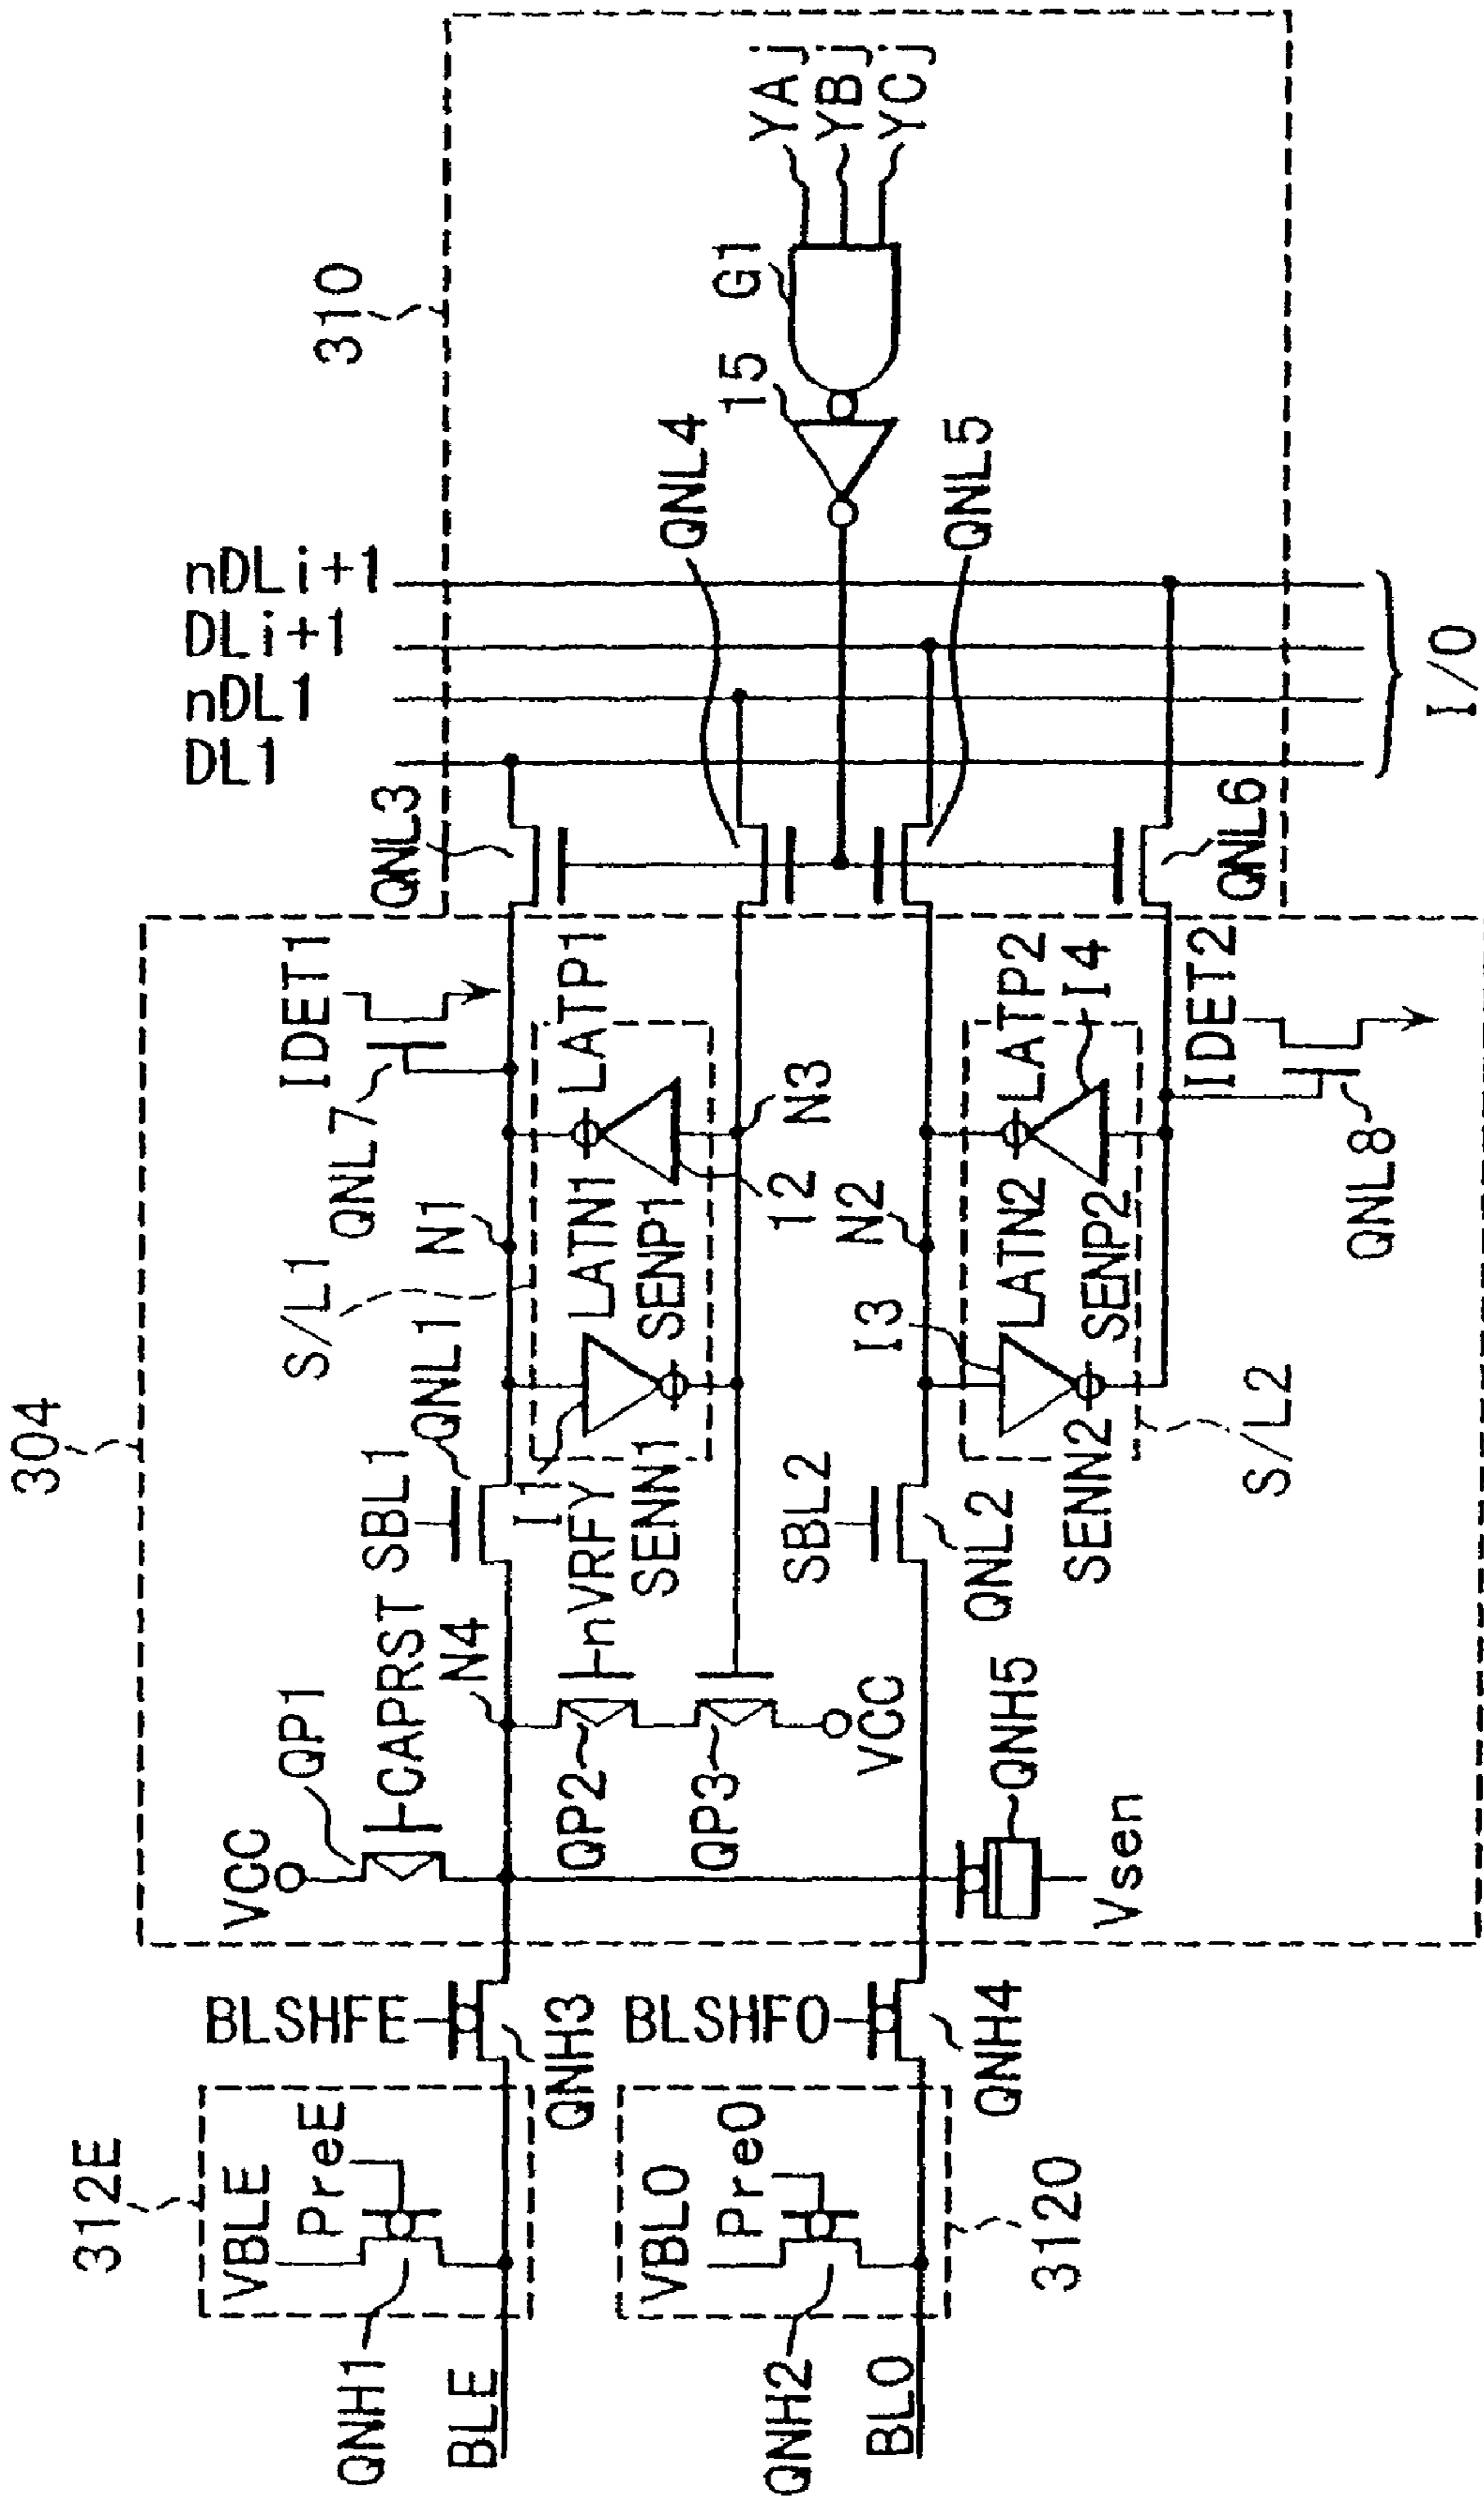 304
310
312E
312O
VBLE
PreE
QNH1
BLE
BLSHFE
QNH3
VBLO
PreO
QNH2
BLO
BLSHFO
QNH4
VCC
QP1
CAPRST
N4
SBL1
QNL1
S/L1
N1
QNL7
IDET1
QNL3
DL1
nDL1
DLi+1
nDLi+1
QP2
nVRFY
QP3
VCC
I1
SENN1
LATN1
SENP1
LATP1
12
N3
QNL4
15
G1
YAj
YBj
YCj
QNL5
SBL2
QNL2
I3
N2
SENN2
LATN2
SENP2
LATP2
I4
S/L2
IDET2
QNL8
QNL6
QNH5
Vsen
I/O